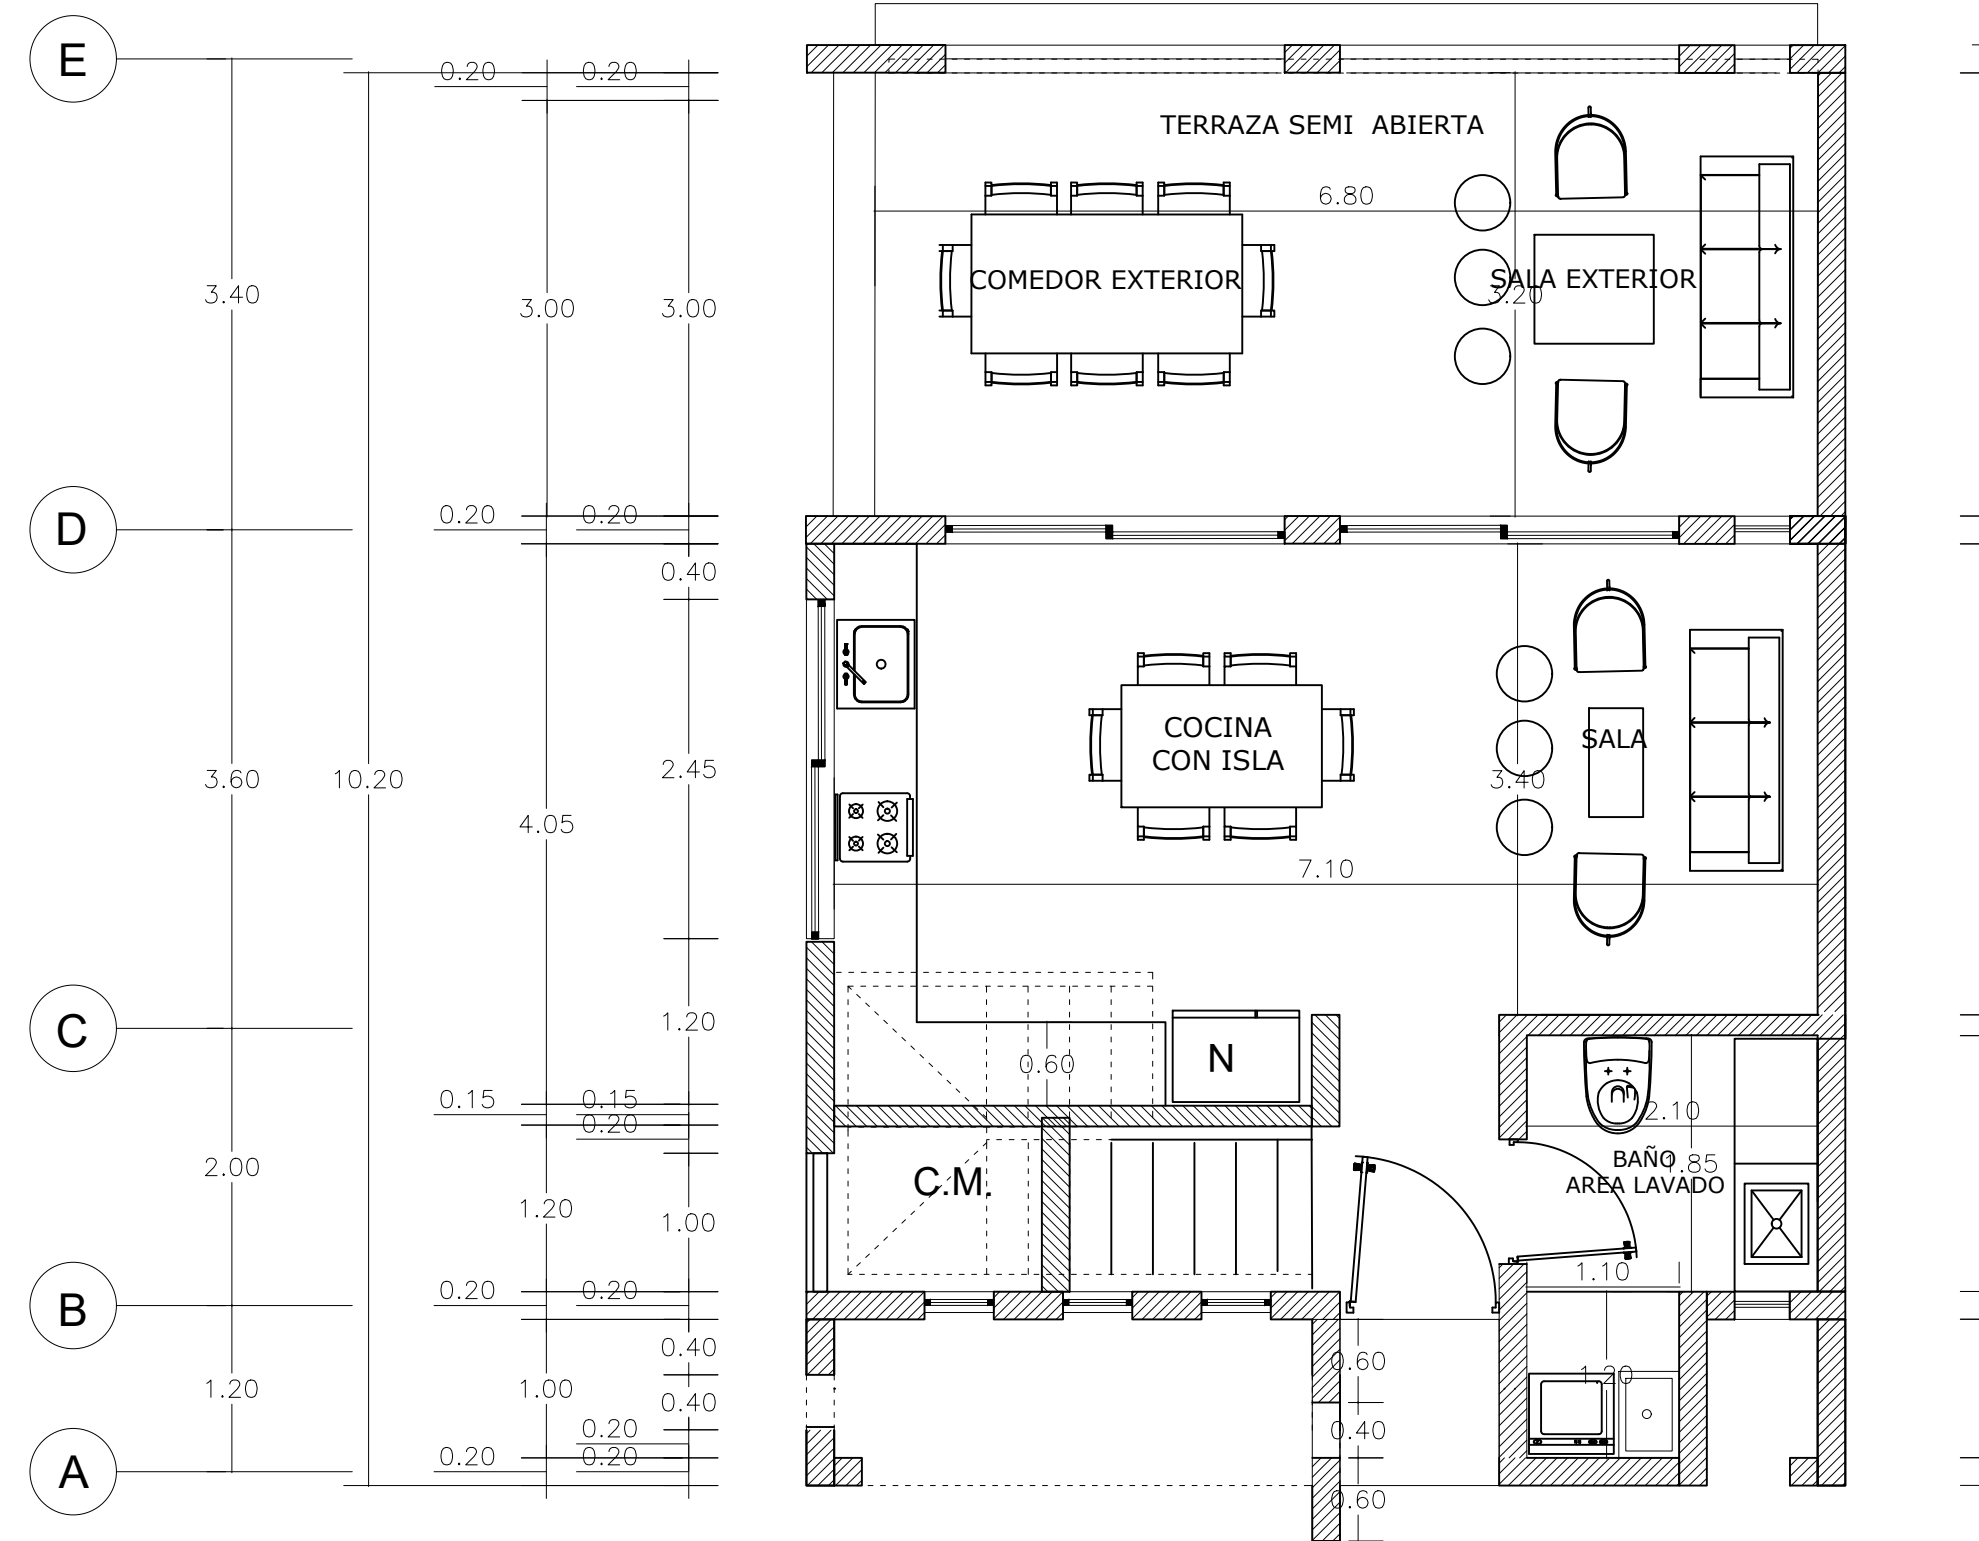 E
0.20
0.20
TERRAZA SEMI  ABIERTA
6.80
COMEDOR EXTERIOR
SALA EXTERIOR
3.40
3.00
3.00
3.20
D
0.20
0.20
0.40
COCINA
CON ISLA
SALA
3.60
10.20
2.45
3.40
4.05
7.10
C
1.20
0.60
N
0.15
0.15
2.10
0.20
BAÑO
1.85
AREA LAVADO
2.00
C.M.
1.20
1.00
1.10
B
0.20
0.20
0.40
0.60
1.20
1.20
1.00
0.40
0.20
0.40
A
0.20
0.20
0.60